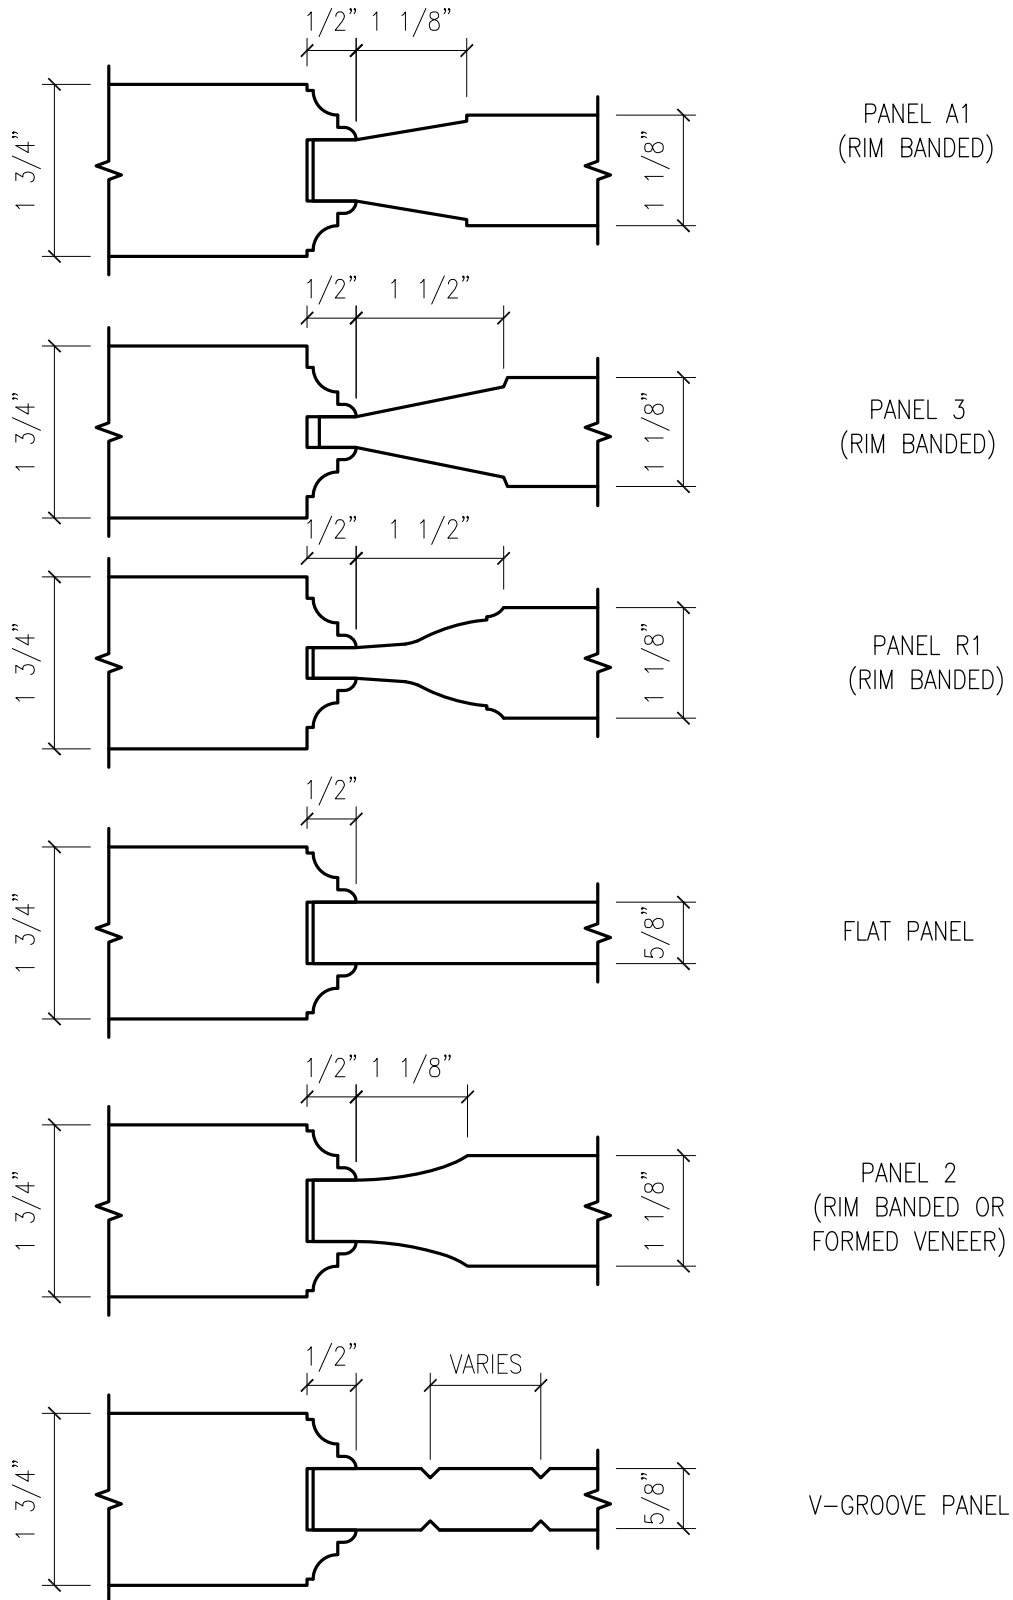 1/2” 1 1/8”
1 3/4”
1 1/8”
PANEL A1
(RIM BANDED)
1/2” 1 1/2”
1 3/4”
1 1/8”
PANEL 3
(RIM BANDED)
1/2” 1 1/2”
1 3/4”
1 1/8”
PANEL R1
(RIM BANDED)
1/2”
1 3/4”
5/8”
FLAT PANEL
1/2” 1 1/8”
1 3/4”
1 1/8”
PANEL 2
(RIM BANDED OR
FORMED VENEER)
1/2” VARIES
1 3/4”
5/8”
V-GROOVE PANEL